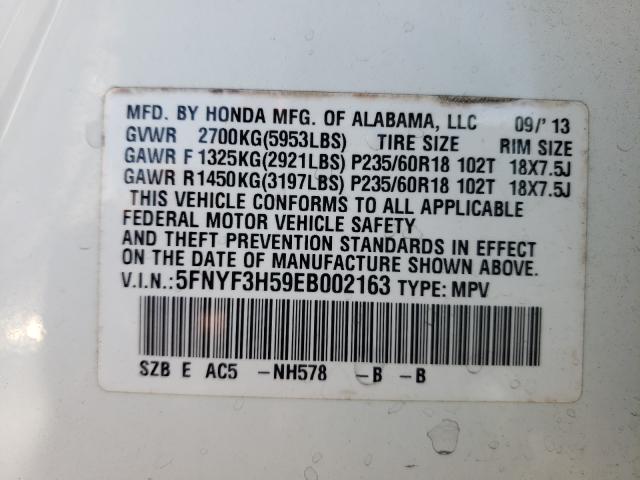 MFD. BY HONDA MFG. OF ALABAMA, LLC 09/'13
GVWR 2700KG(5953LBS) TIRE SIZE RIM SIZE
GAWR F 1325KG(2921LBS) P235/60R18 102T 18X7.5J
GAWR R1450KG(3197LBS) P235/60R18 102T 18X7.5J
THIS VEHICLE CONFORMS TO ALL APPLICABLE
FEDERAL MOTOR VEHICLE SAFETY
AND THEFT PREVENTION STANDARDS IN EFFECT
ON THE DATE OF MANUFACTURE SHOWN ABOVE.
V.I.N.:5FNYF3H59EB002163 TYPE: MPV
SZB E AC5 -NH578 -B -B